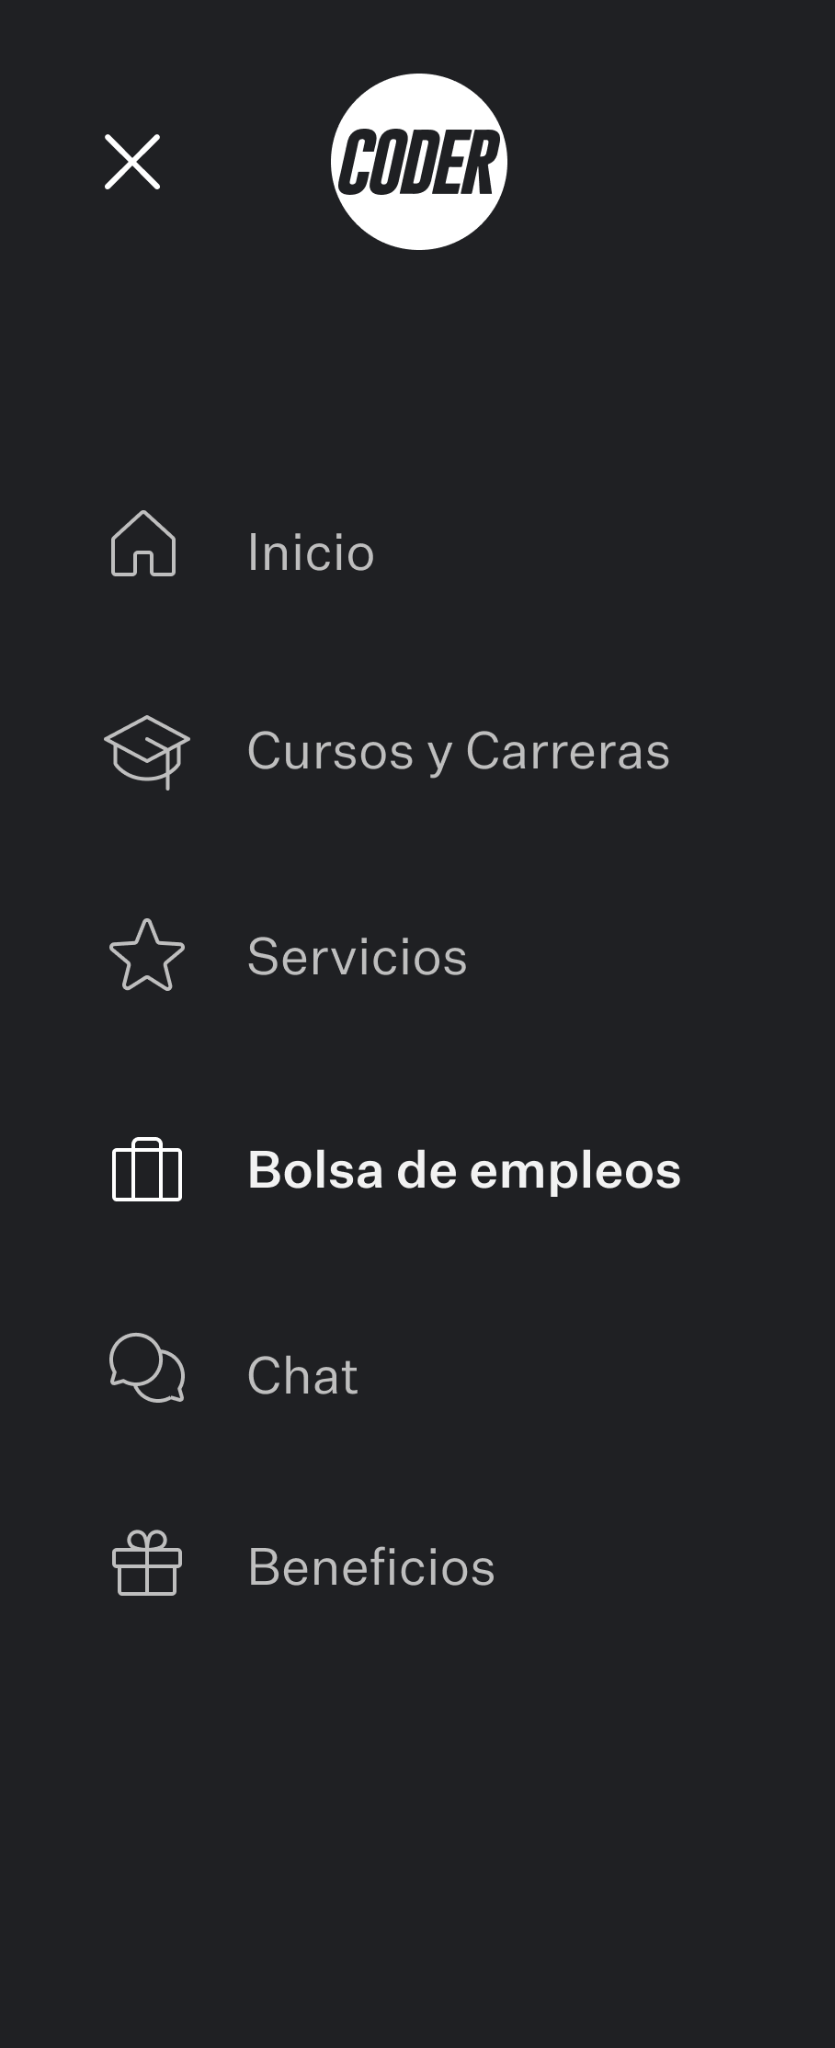 CODER
Inicio
Cursos y Carreras
Servicios
Bolsa de empleos
Chat
Beneficios